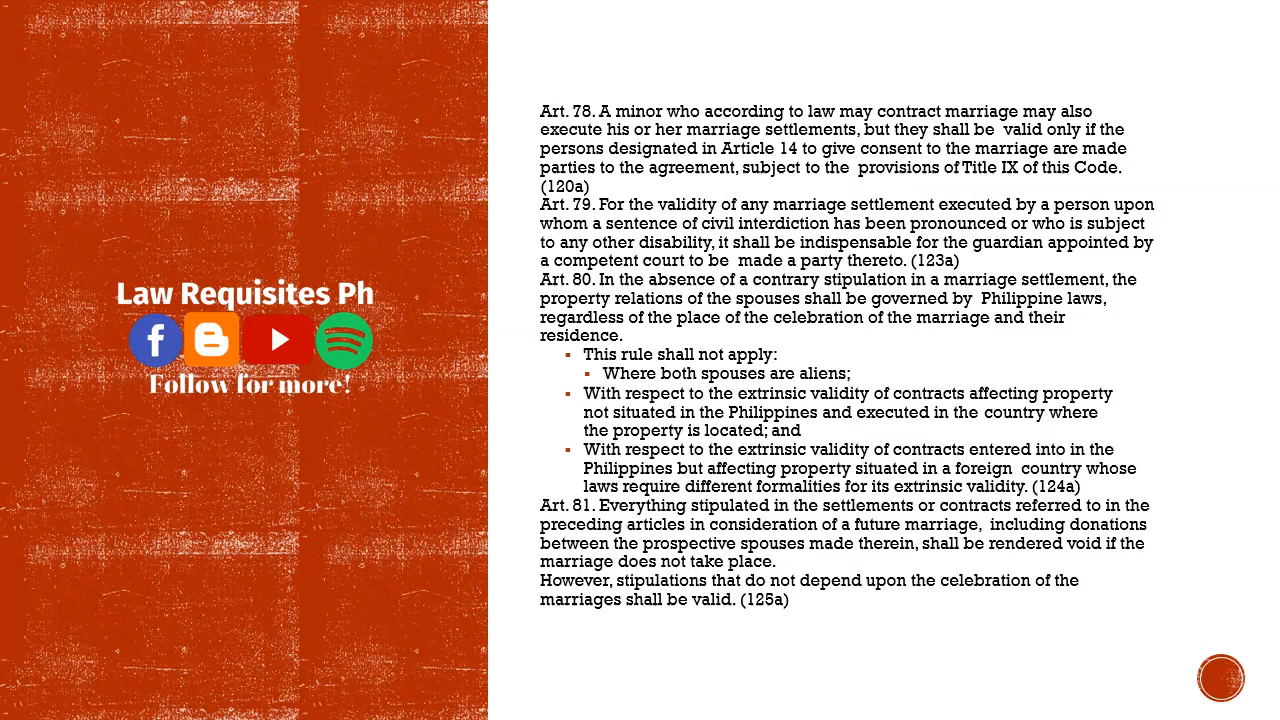 Law Requisites Ph
Follow for more!
Art. 78. A minor who according to law may contract marriage may also
execute his or her marriage settlements, but they shall be valid only if the
persons designated in Article 14 to give consent to the marriage are made
parties to the agreement, subject to the provisions of Title IX of this Code.
(120a)
Art. 79. For the validity of any marriage settlement executed by a person upon
whom a sentence of civil interdiction has been pronounced or who is subject
to any other disability, it shall be indispensable for the guardian appointed by
a competent court to be made a party thereto. (123a)
Art. 80. In the absence of a contrary stipulation in a marriage settlement, the
property relations of the spouses shall be governed by Philippine laws,
regardless of the place of the celebration of the marriage and their
residence.
▪ This rule shall not apply:
▪ Where both spouses are aliens;
▪ With respect to the extrinsic validity of contracts affecting property
not situated in the Philippines and executed in the country where
the property is located; and
▪ With respect to the extrinsic validity of contracts entered into in the
Philippines but affecting property situated in a foreign country whose
laws require different formalities for its extrinsic validity. (124a)
Art. 81. Everything stipulated in the settlements or contracts referred to in the
preceding articles in consideration of a future marriage, including donations
between the prospective spouses made therein, shall be rendered void if the
marriage does not take place.
However, stipulations that do not depend upon the celebration of the
marriages shall be valid. (125a)